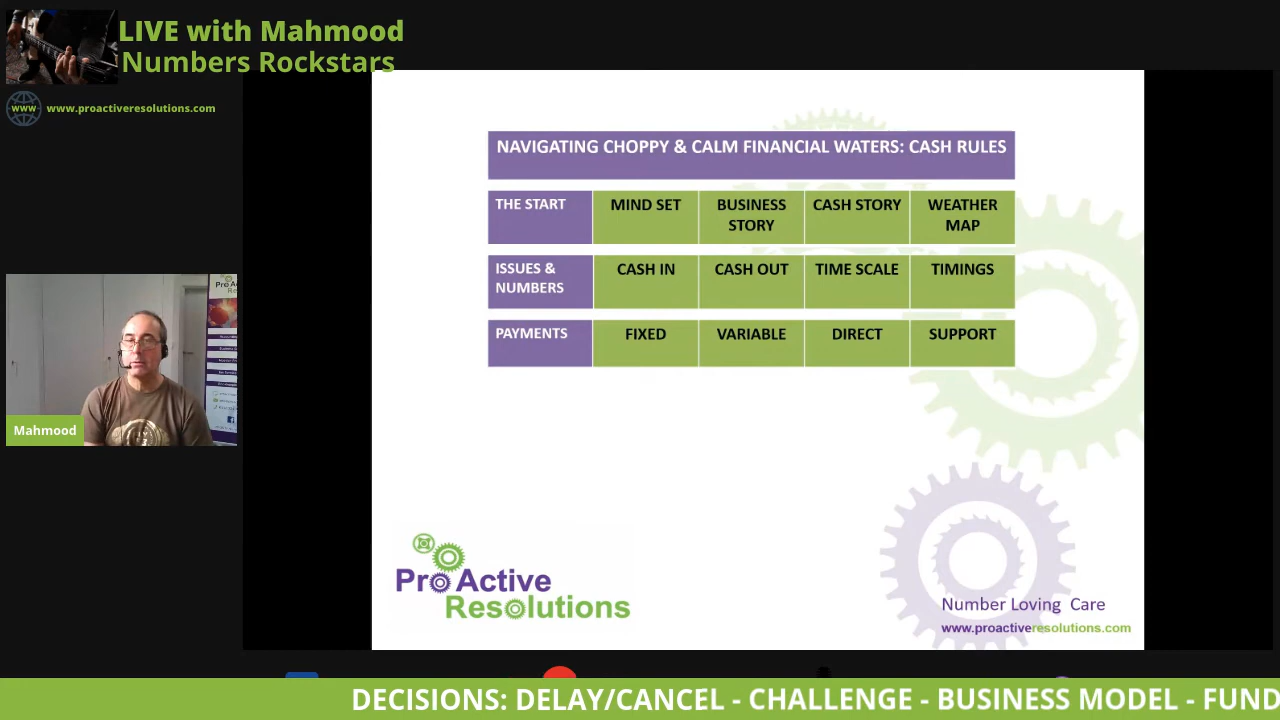 LIVE with Mahmood
Numbers Rockstars
www
www.proactiveresolutions.com
NAVIGATING CHOPPY & CALM FINANCIAL WATERS: CASH RULES
THE START
MIND SET
BUSINESS
STORY
CASH STORY
WEATHER
MAP
ISSUES &
NUMBERS
CASH IN
CASH OUT
TIME SCALE
TIMINGS
PAYMENTS
FIXED
VARIABLE
DIRECT
SUPPORT
Mahmood
ProActive
Resolutions
Number Loving Care
www.proactiveresolutions.com
DECISIONS: DELAY/CANCEL - CHALLENGE - BUSINESS MODEL - FUND